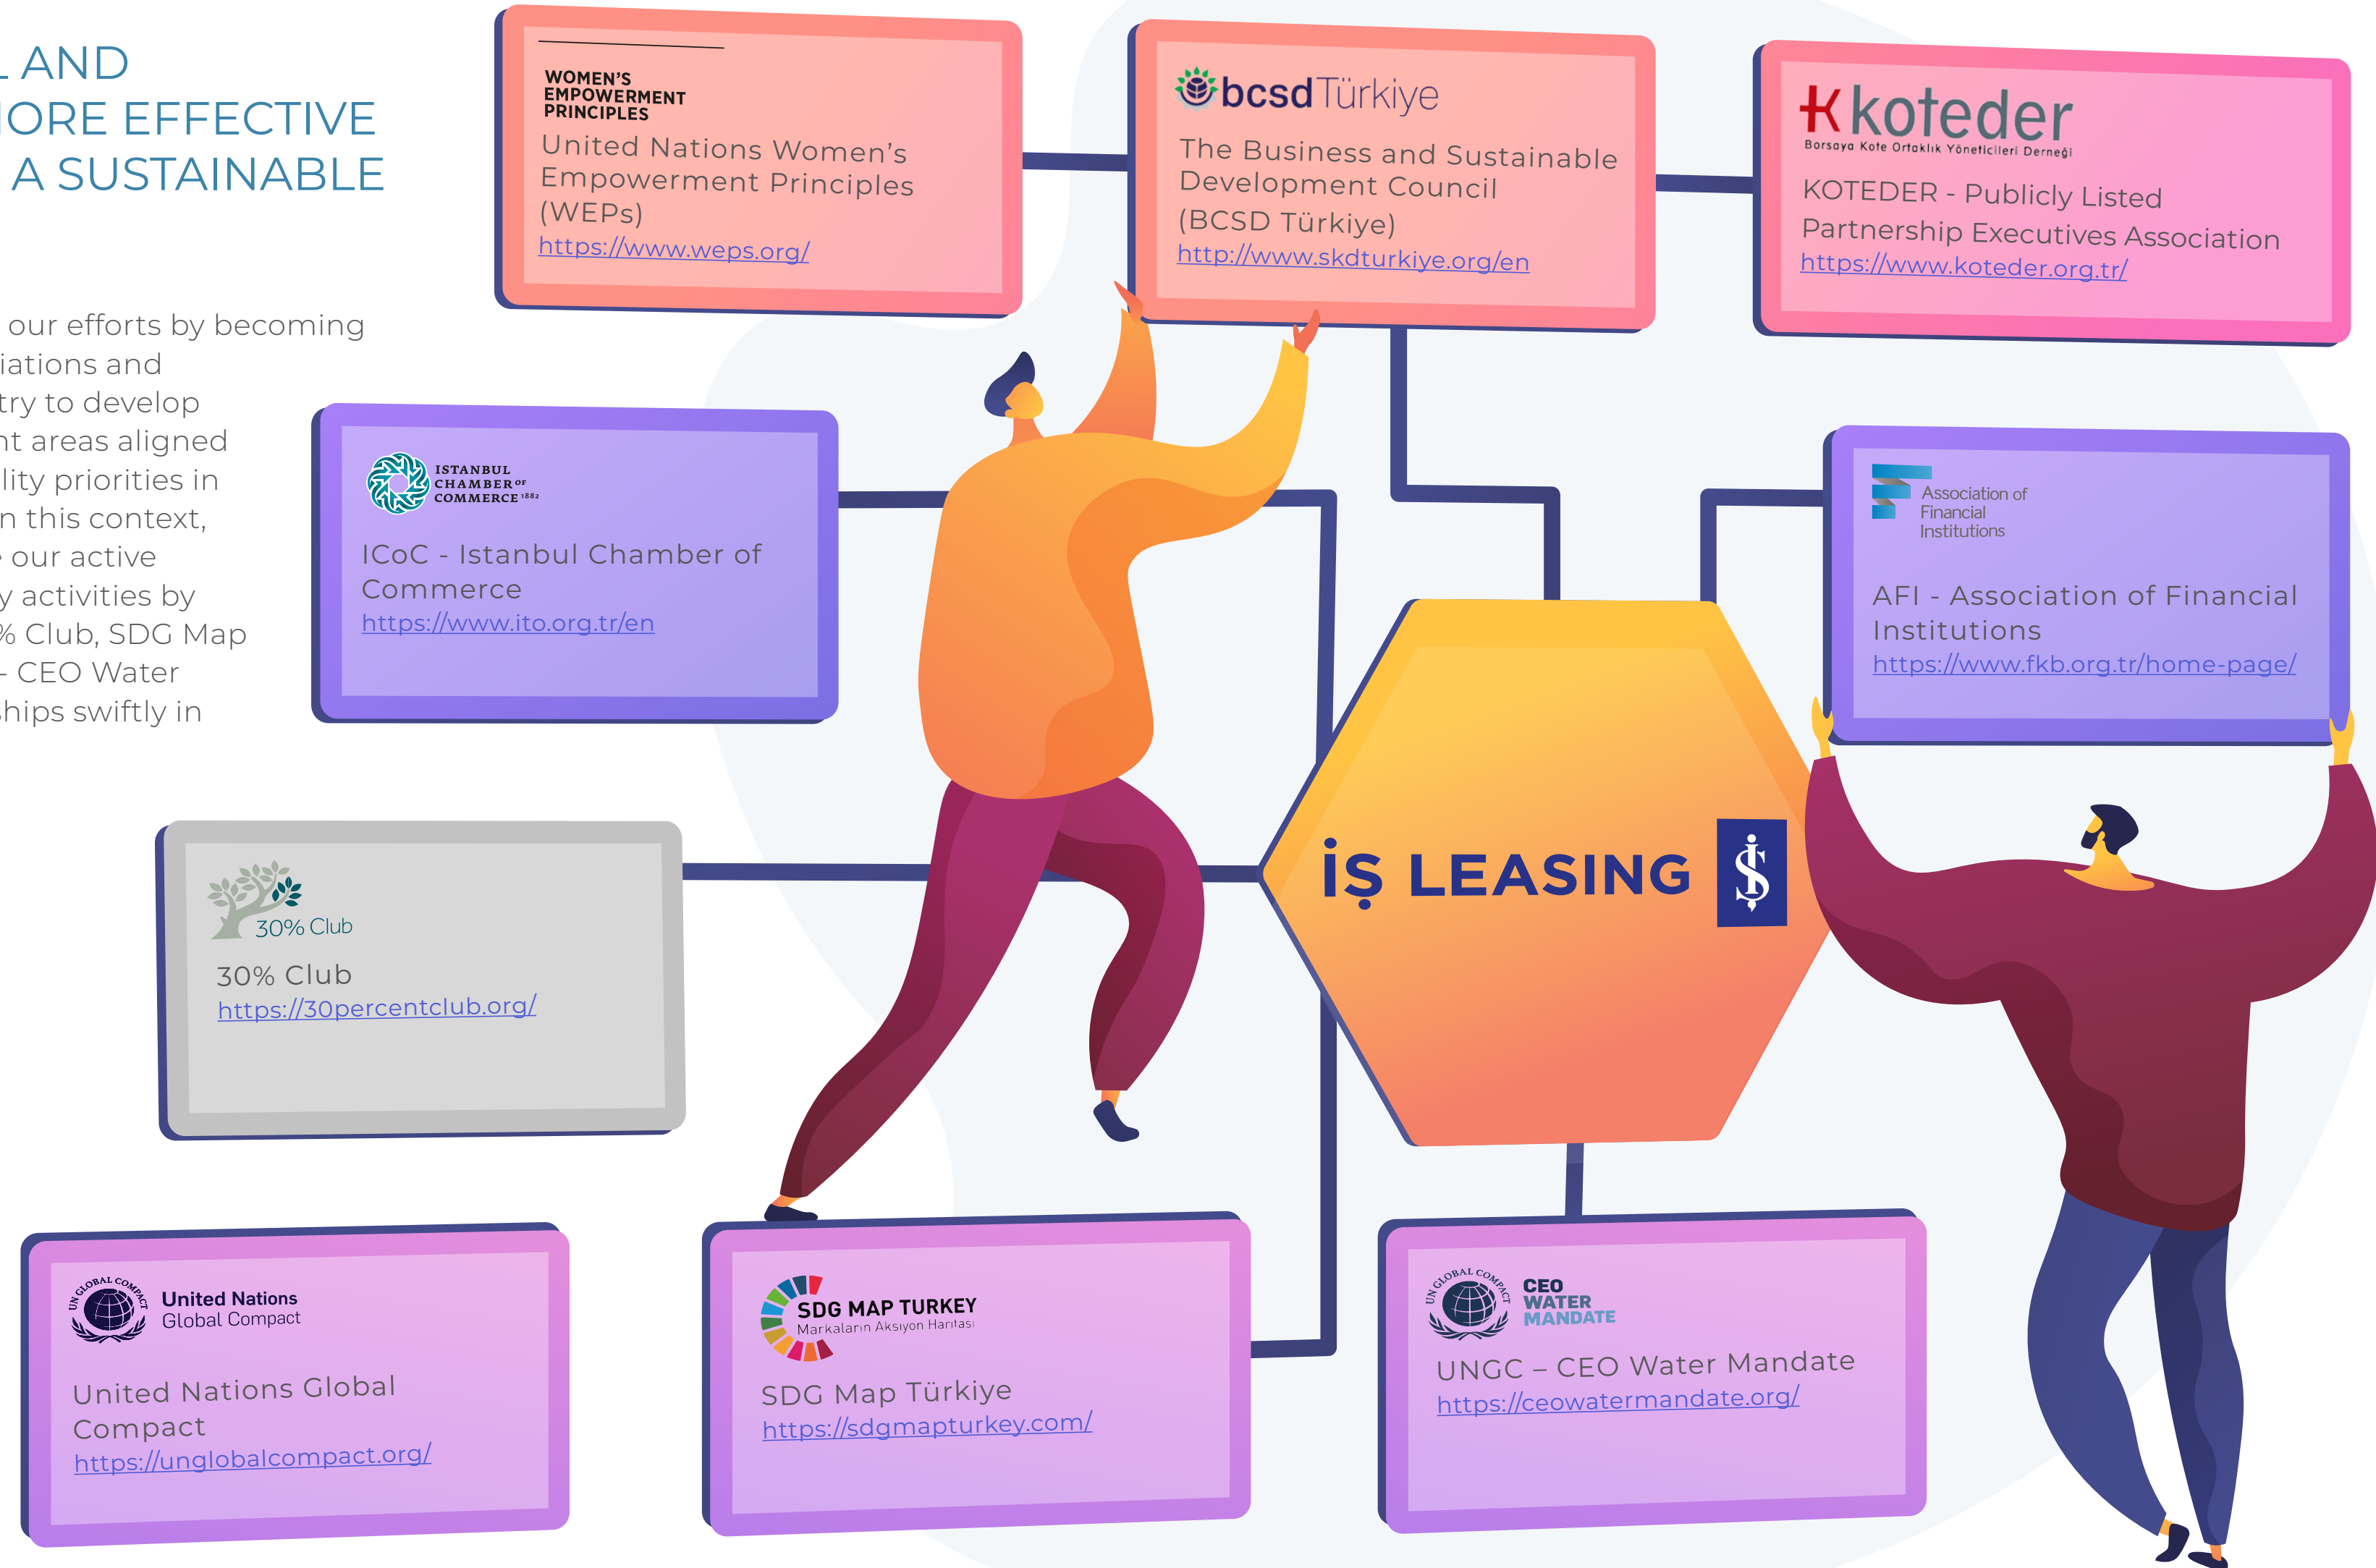 L AND
MORE EFFECTIVE
A SUSTAINABLE
our efforts by becoming
iations and
try to develop
nt areas aligned
lity priorities in
n this context,
e our active
y activities by
% Club, SDG Map
- CEO Water
hips swiftly in
WOMEN'S
EMPOWERMENT
PRINCIPLES
United Nations Women's
Empowerment Principles
(WEPs)
https://www.weps.org/
bcsd Türkiye
The Business and Sustainable
Development Council
(BCSD Türkiye)
http://www.skdturkiye.org/en
koteder
Borsaya Kote Ortaklık Yöneticileri Derneği
KOTEDER - Publicly Listed
Partnership Executives Association
https://www.koteder.org.tr/
ISTANBUL
CHAMBER OF
COMMERCE 1882
ICoC - Istanbul Chamber of
Commerce
https://www.ito.org.tr/en
Association of
Financial
Institutions
AFI - Association of Financial
Institutions
https://www.fkb.org.tr/home-page/
30% Club
30% Club
https://30percentclub.org/
İŞ LEASING
UN GLOBAL COMPACT
United Nations
Global Compact
United Nations Global
Compact
https://unglobalcompact.org/
SDG MAP TURKEY
Markaların Aksiyon Haritası
SDG Map Türkiye
https://sdgmapturkey.com/
UN GLOBAL COMPACT
CEO
WATER
MANDATE
UNGC – CEO Water Mandate
https://ceowatermandate.org/